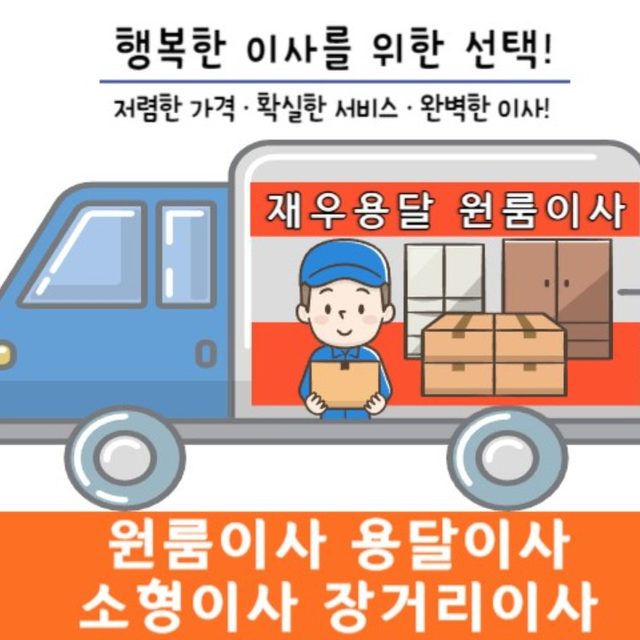 행복한 이사를 위한 선택!
저렴한 가격 · 확실한 서비스 · 완벽한 이사!
재우용달 원룸이사
원룸이사 용달이사
소형이사 장거리이사